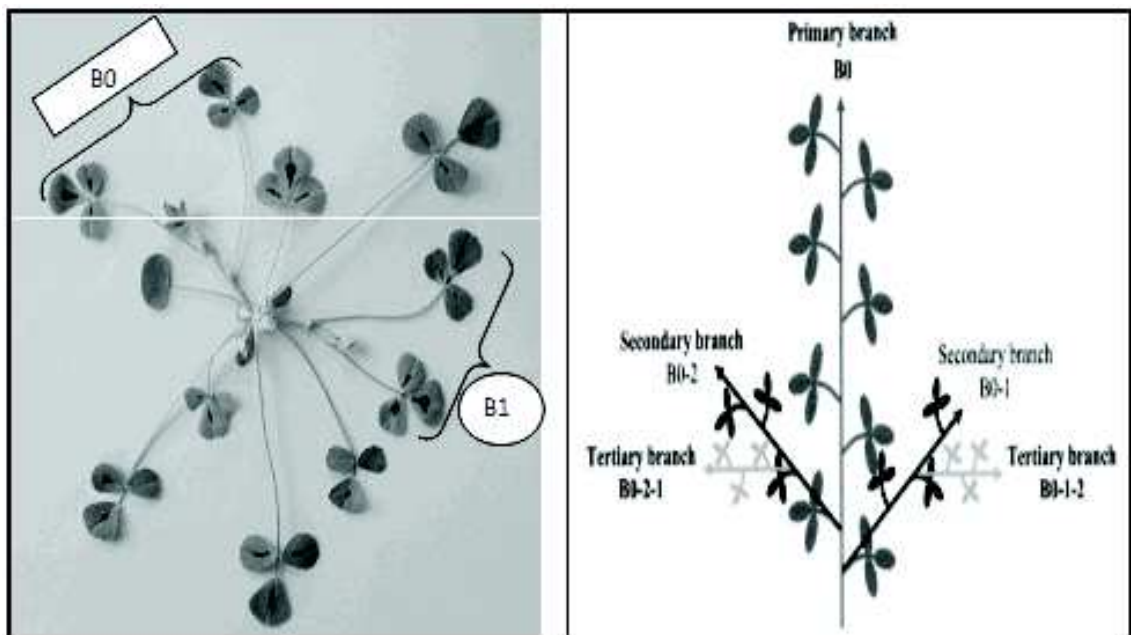 B0
B1
Primary branch
B0
Secondary branch
B0-2
Secondary branch
B0-1
Tertiary branch
B0-2-1
Tertiary branch
B0-1-2